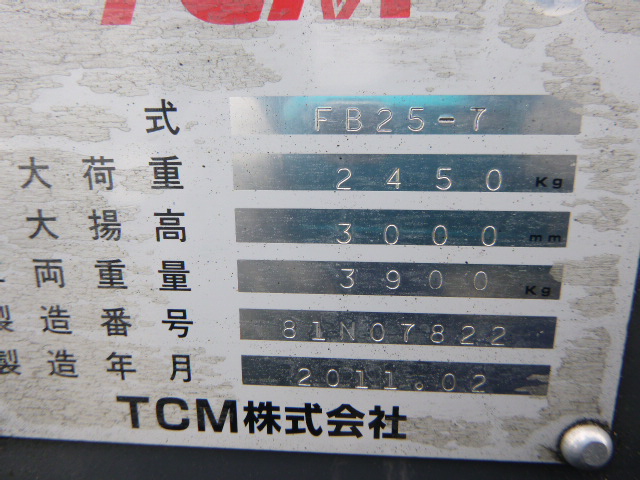 TCM
式 FB25-7
大荷重 2450 Kg
大揚高 3000 mm
両重量 3900 Kg
製造番号 81N07822
製造年月 2011.02
TCM株式会社